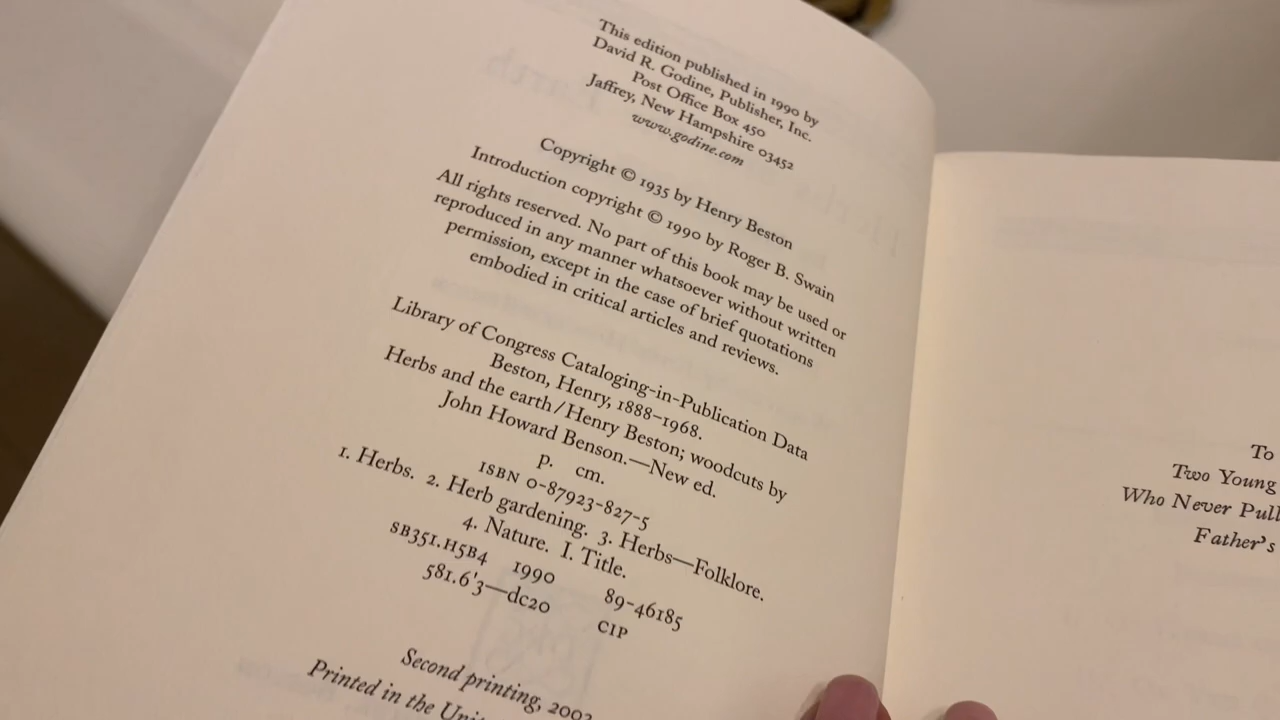 This edition published in 1990 by
David R. Godine, Publisher, Inc.
Post Office Box 450
Jaffrey, New Hampshire 03452
www.godine.com
Copyright © 1935 by Henry Beston
Introduction copyright © 1990 by Roger B. Swain
All rights reserved. No part of this book may be used or
reproduced in any manner whatsoever without written
permission, except in the case of brief quotations
embodied in critical articles and reviews.
Library of Congress Cataloging-in-Publication Data
Beston, Henry, 1888–1968.
Herbs and the earth/Henry Beston; woodcuts by
John Howard Benson.—New ed.
p. cm.
ISBN 0-87923-827-5
1. Herbs. 2. Herb gardening. 3. Herbs—Folklore.
4. Nature. I. Title.
SB351.H5B4 1990 89-46185
581.6'3—dc20 CIP
Second printing,
Printed in the
To
Two Young
Who Never
Father's